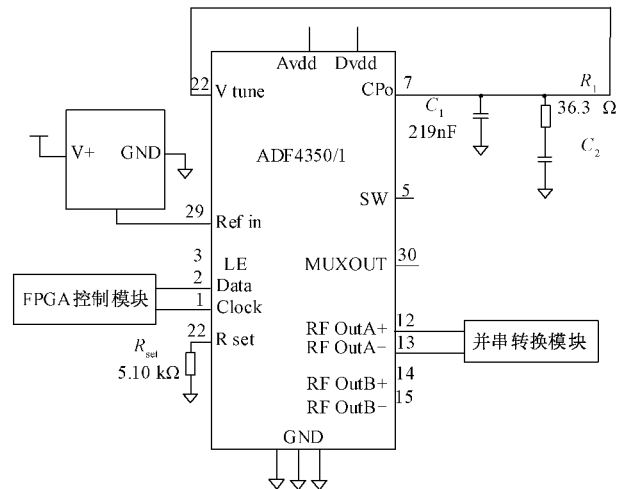 Avdd Dvdd
22 V tune
CPo 7
R1
36.3 Ω
C1
219nF
C2
V+ GND
ADF4350/1
SW 5
29 Ref in
3 LE
MUXOUT 30
FPGA控制模块
2 Data
1 Clock
22 R set
Rset
5.10 kΩ
RF OutA+ 12
RF OutA− 13
并串转换模块
RF OutB+ 14
RF OutB− 15
GND